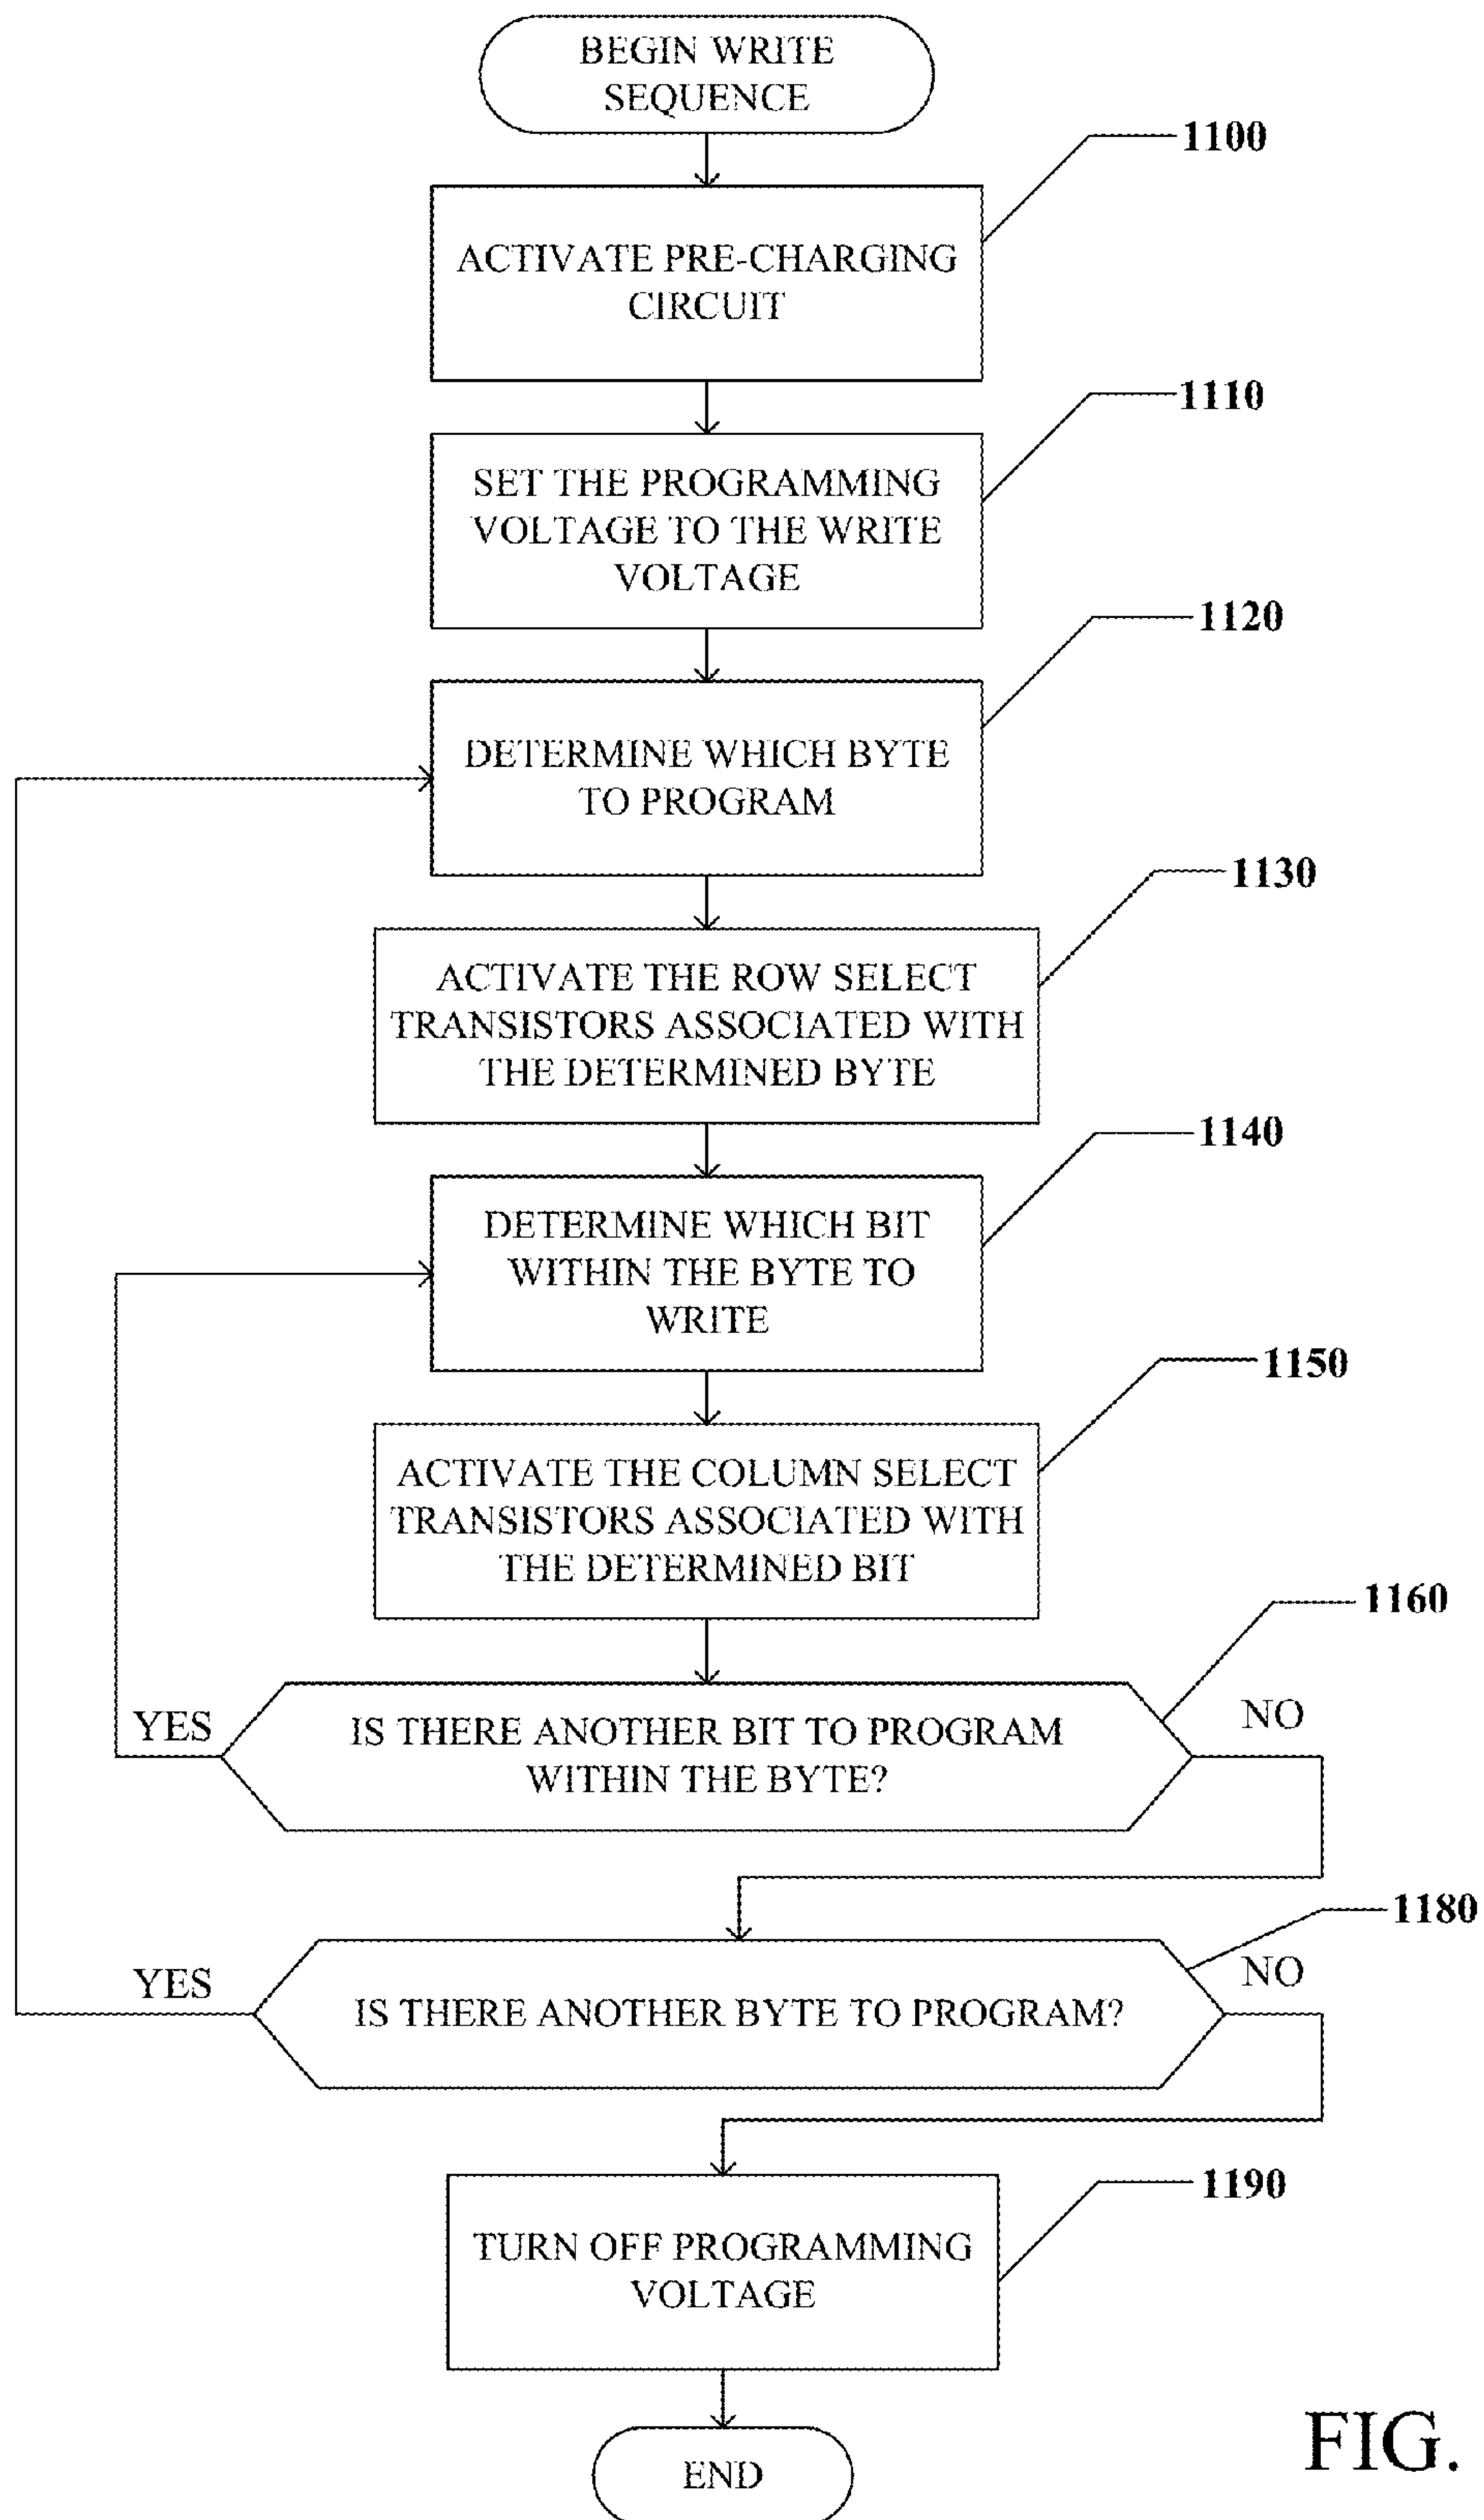 BEGIN WRITE
SEQUENCE
1100
ACTIVATE PRE-CHARGING
CIRCUIT
1110
SET THE PROGRAMMING
VOLTAGE TO THE WRITE
VOLTAGE
1120
DETERMINE WHICH BYTE
TO PROGRAM
1130
ACTIVATE THE ROW SELECT
TRANSISTORS ASSOCIATED WITH
THE DETERMINED BYTE
1140
DETERMINE WHICH BIT
WITHIN THE BYTE TO
WRITE
1150
ACTIVATE THE COLUMN SELECT
TRANSISTORS ASSOCIATED WITH
THE DETERMINED BIT
1160
YES
IS THERE ANOTHER BIT TO PROGRAM
WITHIN THE BYTE?
NO
1180
YES
IS THERE ANOTHER BYTE TO PROGRAM?
NO
1190
TURN OFF PROGRAMMING
VOLTAGE
END
FIG.